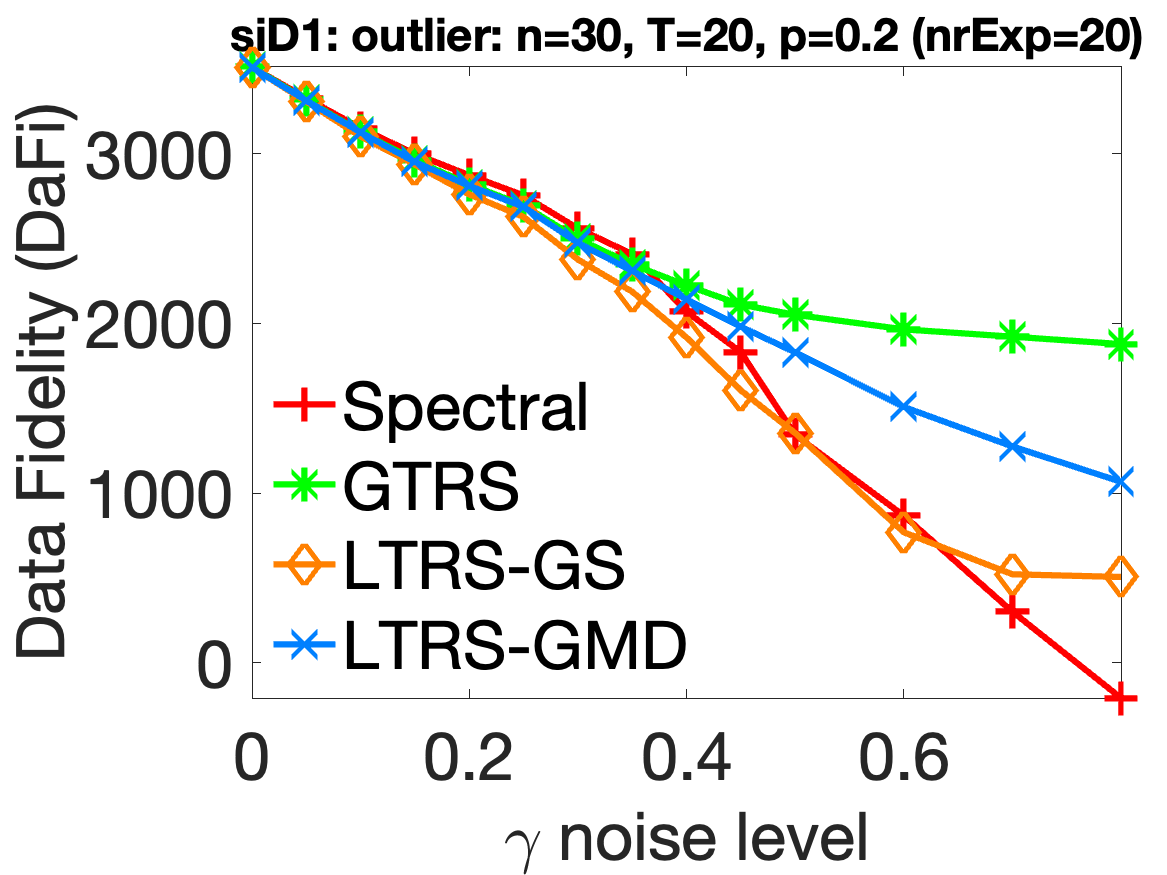 siD1: outlier: n=30, T=20, p=0.2 (nrExp=20)
Data Fidelity (DaFi)
3000
2000
1000
0
Spectral
GTRS
LTRS-GS
LTRS-GMD
0 0.2 0.4 0.6
γ noise level